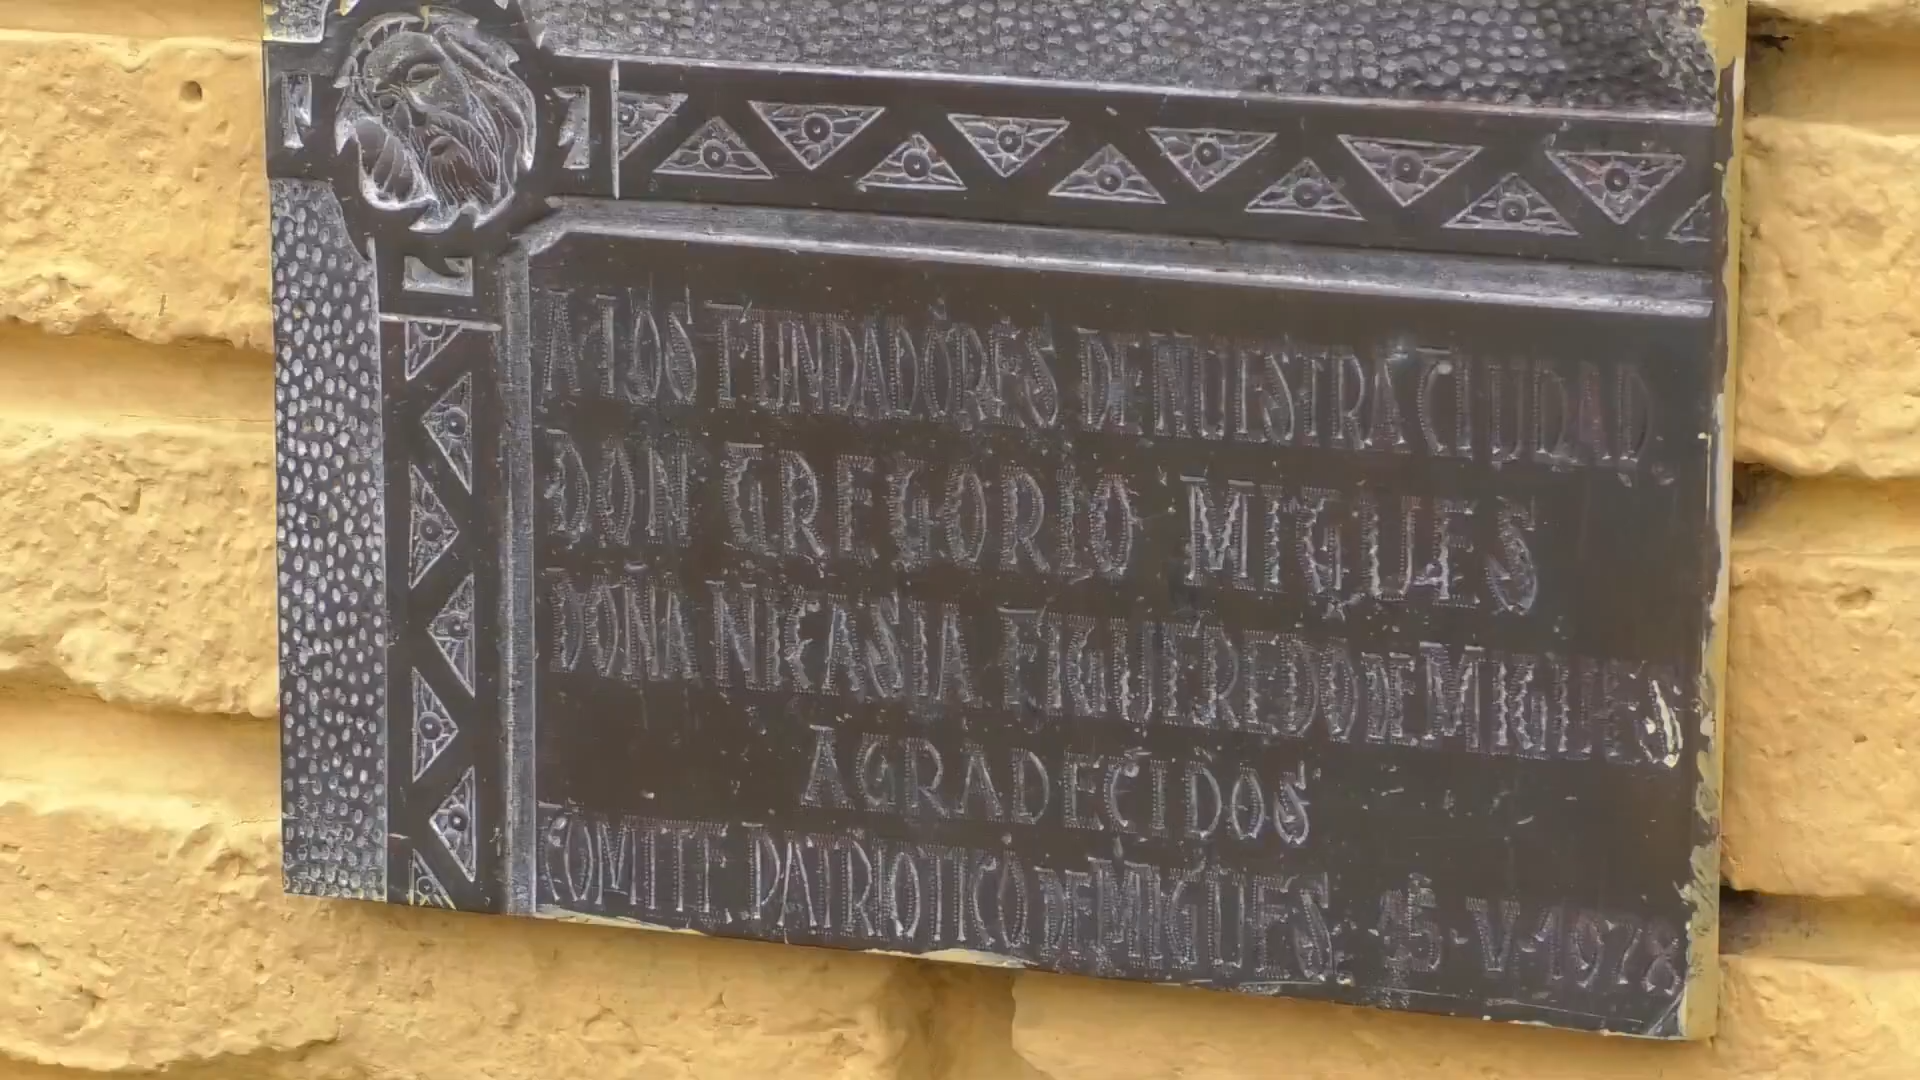 A LOS FUNDADORES DE NUESTRA CIUDAD
DON GREGORIO MIGUES
DOÑA NICASIA FIGUEREDO DE MIGUES
AGRADECIDOS
COMITE PATRIOTICO DE MIGUES. 15-V-1978